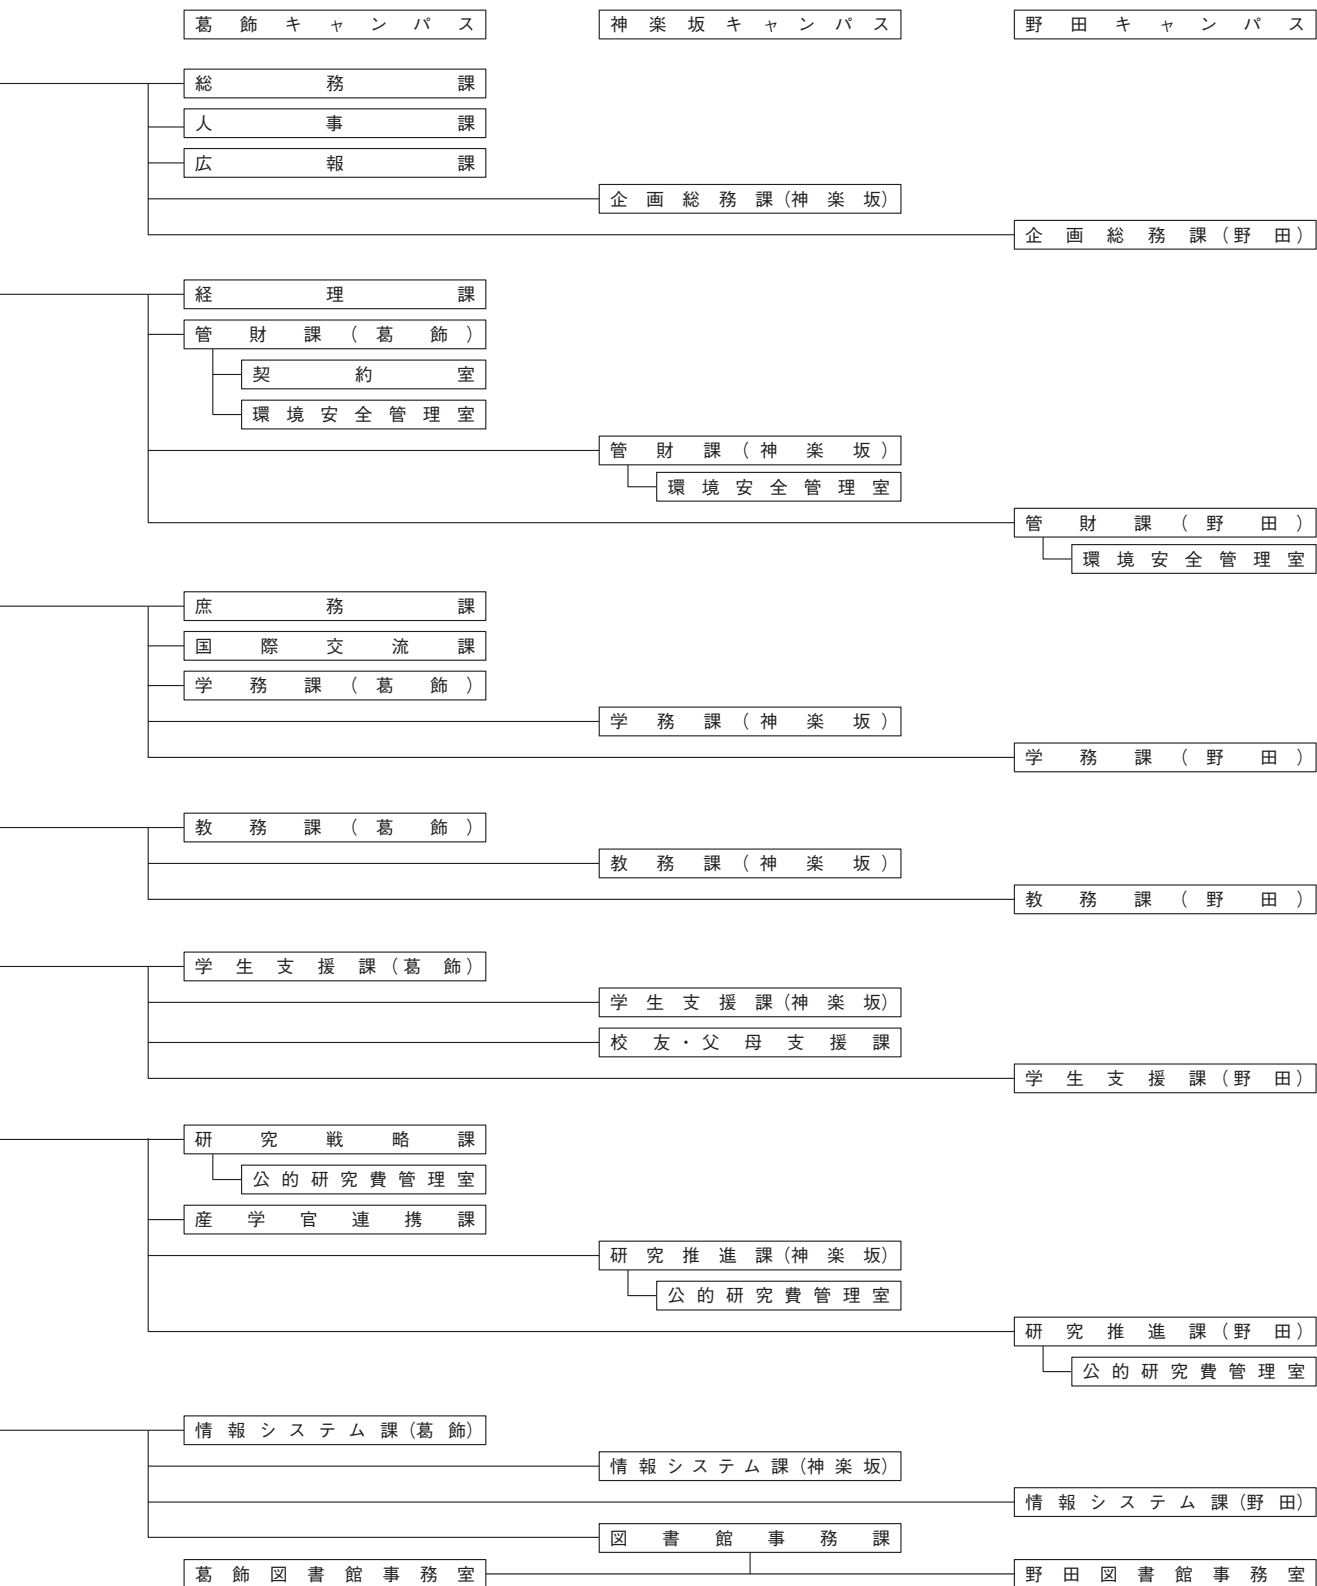 葛飾キャンパス 神楽坂キャンパス 野田キャンパス
総務課
人事課
広報課
企画総務課(神楽坂)
企画総務課(野田)
経理課
管財課(葛飾)
契約室
環境安全管理室
管財課(神楽坂)
環境安全管理室
管財課(野田)
環境安全管理室
庶務課
国際交流課
学務課(葛飾)
学務課(神楽坂)
学務課(野田)
教務課(葛飾)
教務課(神楽坂)
教務課(野田)
学生支援課(葛飾)
学生支援課(神楽坂)
校友・父母支援課
学生支援課(野田)
研究戦略課
公的研究費管理室
産学官連携課
研究推進課(神楽坂)
公的研究費管理室
研究推進課(野田)
公的研究費管理室
情報システム課(葛飾)
情報システム課(神楽坂)
情報システム課(野田)
図書館事務課
葛飾図書館事務室 野田図書館事務室